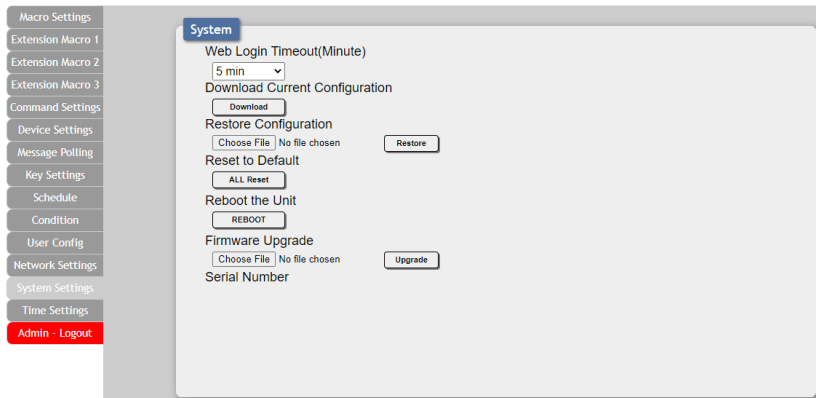 Macro Settings
Extension Macro 1
Extension Macro 2
Extension Macro 3
Command Settings
Device Settings
Message Polling
Key Settings
Schedule
Condition
User Config
Network Settings
System Settings
Time Settings
Admin - Logout
System
Web Login Timeout(Minute)
5 min
Download Current Configuration
Download
Restore Configuration
Choose File No file chosen Restore
Reset to Default
ALL Reset
Reboot the Unit
REBOOT
Firmware Upgrade
Choose File No file chosen Upgrade
Serial Number